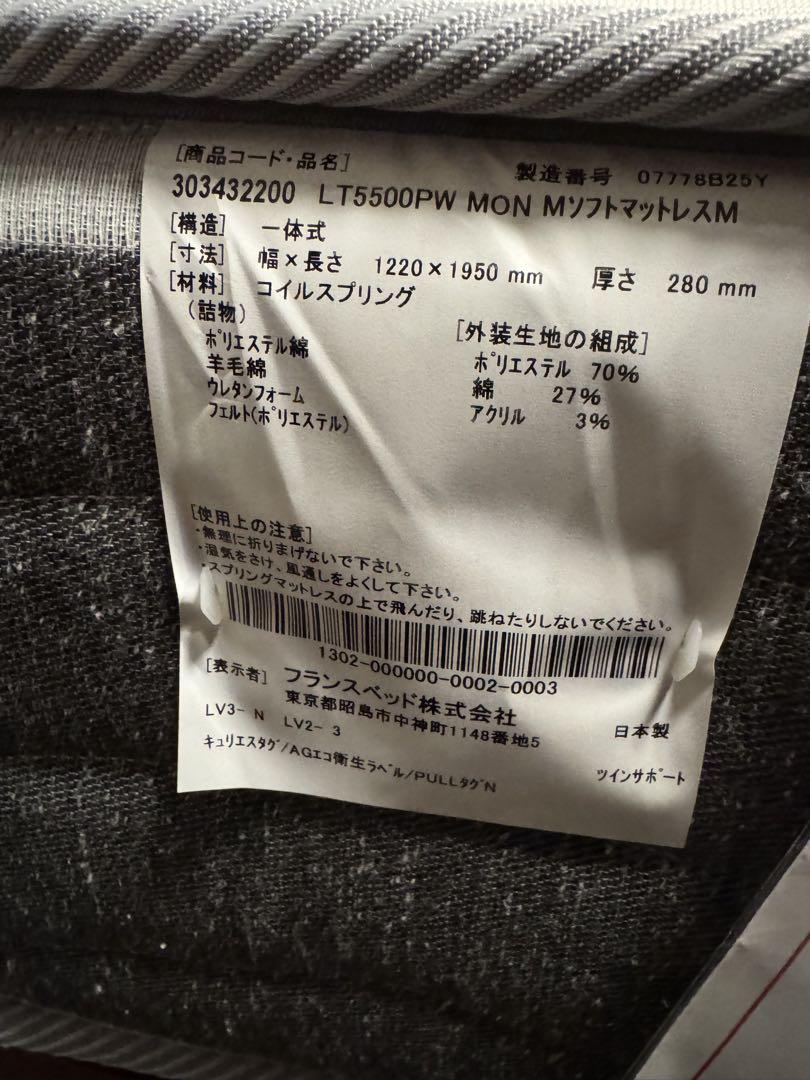 [商品コード・品名]
製造番号 07778B25Y
303432200 LT5500PW MON MソフトマットレスM
[構造] 一体式
[寸法] 幅×長さ 1220×1950 mm 厚さ 280 mm
[材料] コイルスプリング
(詰物)
ポリエステル綿
羊毛綿
ウレタンフォーム
フェルト(ポリエステル)
[外装生地の組成]
ポリエステル 70%
綿 27%
アクリル 3%
[使用上の注意]
・無理に折りまげないで下さい。
・湿気をさけ、風通しをよくして下さい。
・スプリングマットレスの上で飛んだり、跳ねたりしないでください。
1302-000000-0002-0003
[表示者] フランスベッド株式会社
東京都昭島市中神町1148番地5
日本製
LV3- N LV2- 3
キュリエスタグ/AGエコ衛生ラベル/PULLタグN
ツインサポート